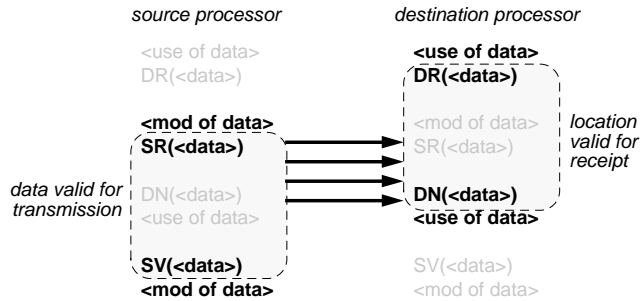 source processor
<use of data>
DR(<data>)
<mod of data>
SR(<data>)
DN(<data>)
<use of data>
SV(<data>)
<mod of data>
data valid for
transmission
destination processor
<use of data>
DR(<data>)
<mod of data>
SR(<data>)
DN(<data>)
<use of data>
SV(<data>)
<mod of data>
location
valid for
receipt